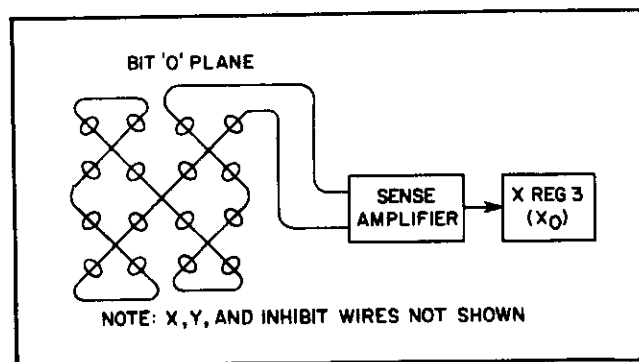 BIT 'O' PLANE
SENSE
AMPLIFIER
X REG 3
(X0)
NOTE: X, Y, AND INHIBIT WIRES NOT SHOWN